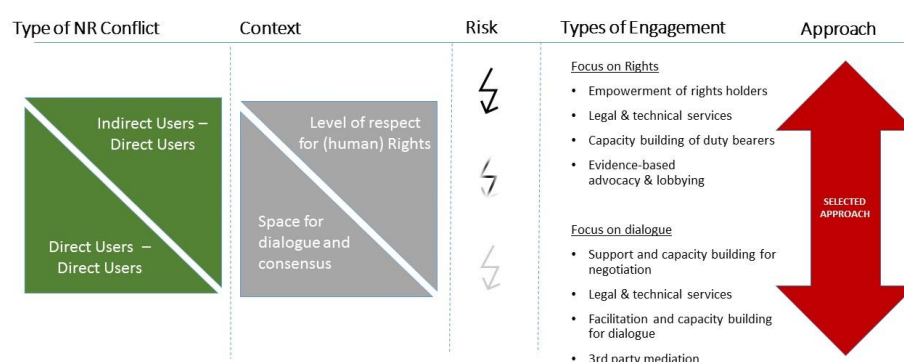 Type of NR Conflict
Context
Risk
Types of Engagement
Approach
Indirect Users –
Direct Users
Direct Users –
Direct Users
Level of respect
for (human) Rights
Space for
dialogue and
consensus
Focus on Rights
• Empowerment of rights holders
• Legal & technical services
• Capacity building of duty bearers
• Evidence-based
advocacy & lobbying
Focus on dialogue
• Support and capacity building for
negotiation
• Legal & technical services
• Facilitation and capacity building
for dialogue
• 3rd party mediation
SELECTED
APPROACH